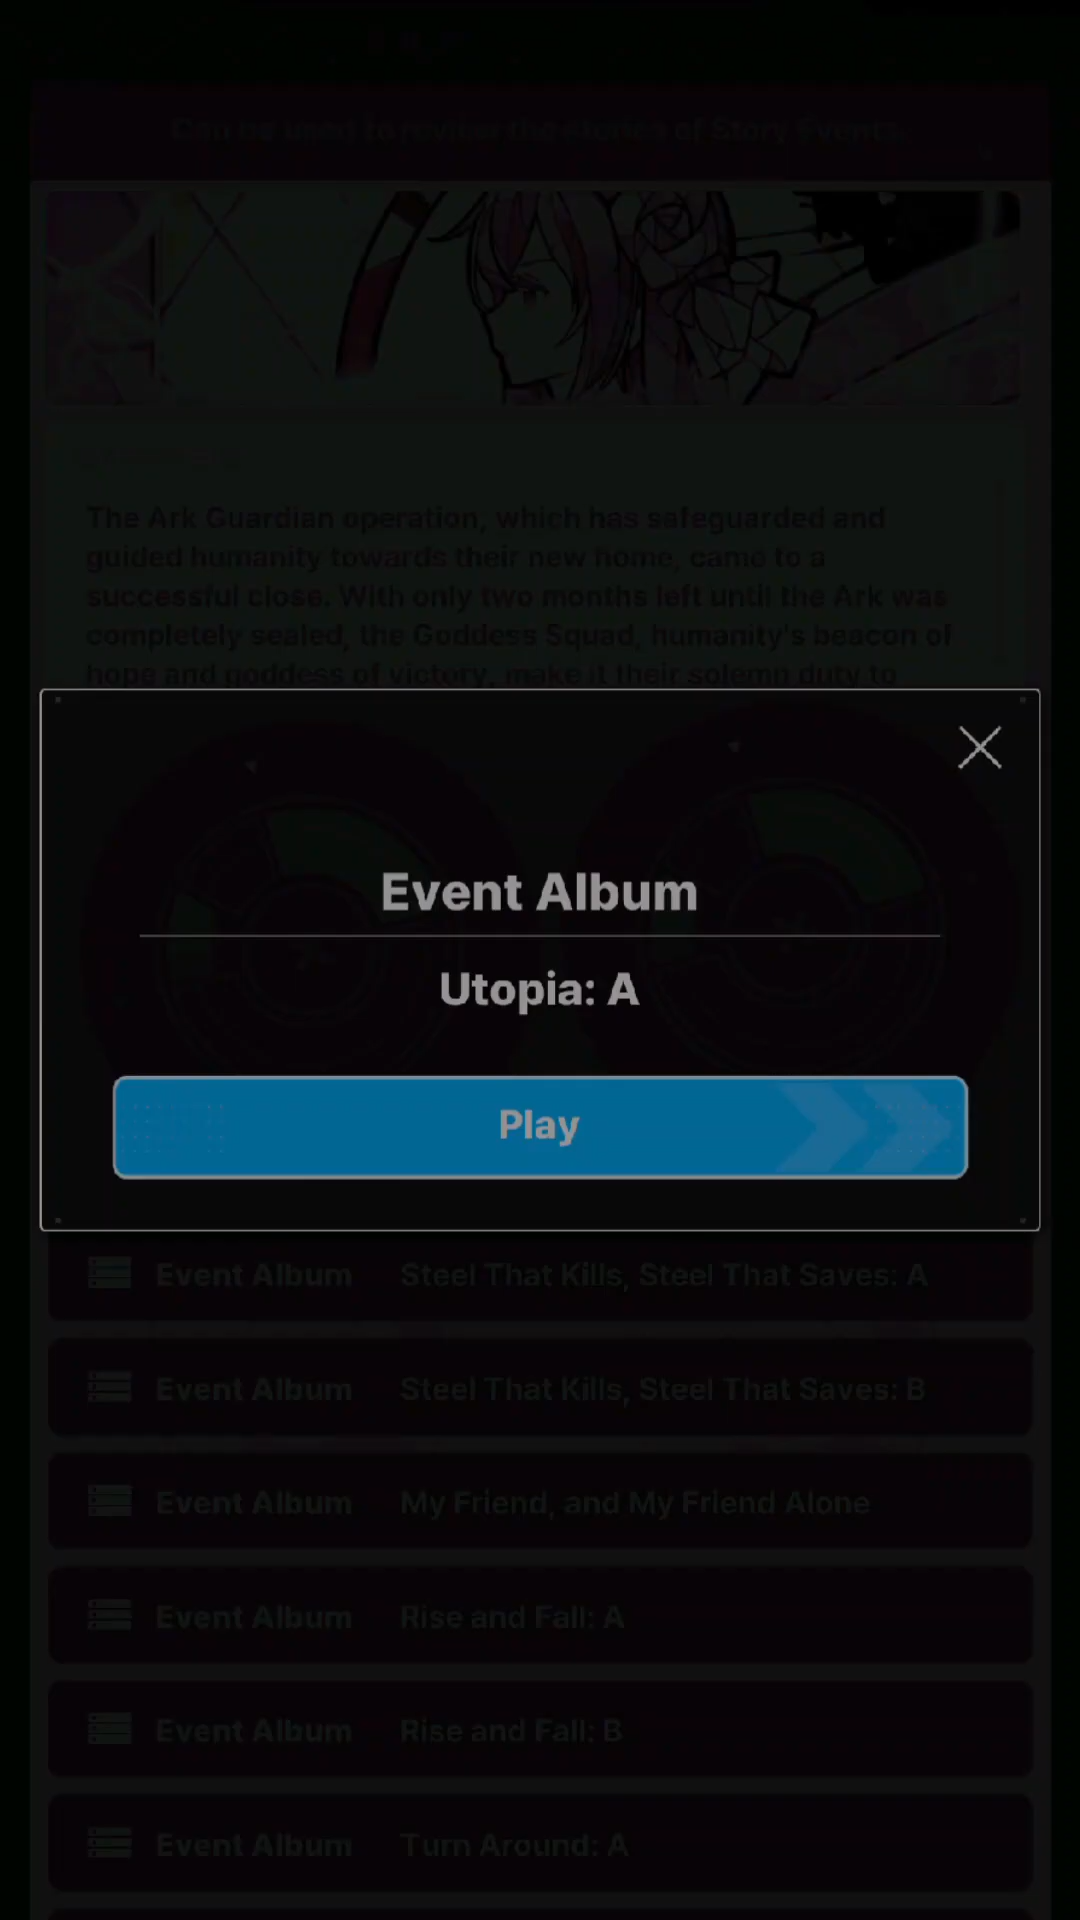 Can be used to review the stories of Story Events.
The Ark Guardian operation, which has safeguarded and
guided humanity towards their new home, came to a
successful close. With only two months left until the Ark was
completely sealed, the Goddess Squad, humanity's beacon of
hope and goddess of victory, make it their solemn duty to
Event Album
Utopia: A
Play
Event Album Steel That Kills, Steel That Saves: A
Event Album Steel That Kills, Steel That Saves: B
Event Album My Friend, and My Friend Alone
Event Album Rise and Fall: A
Event Album Rise and Fall: B
Event Album Turn Around: A